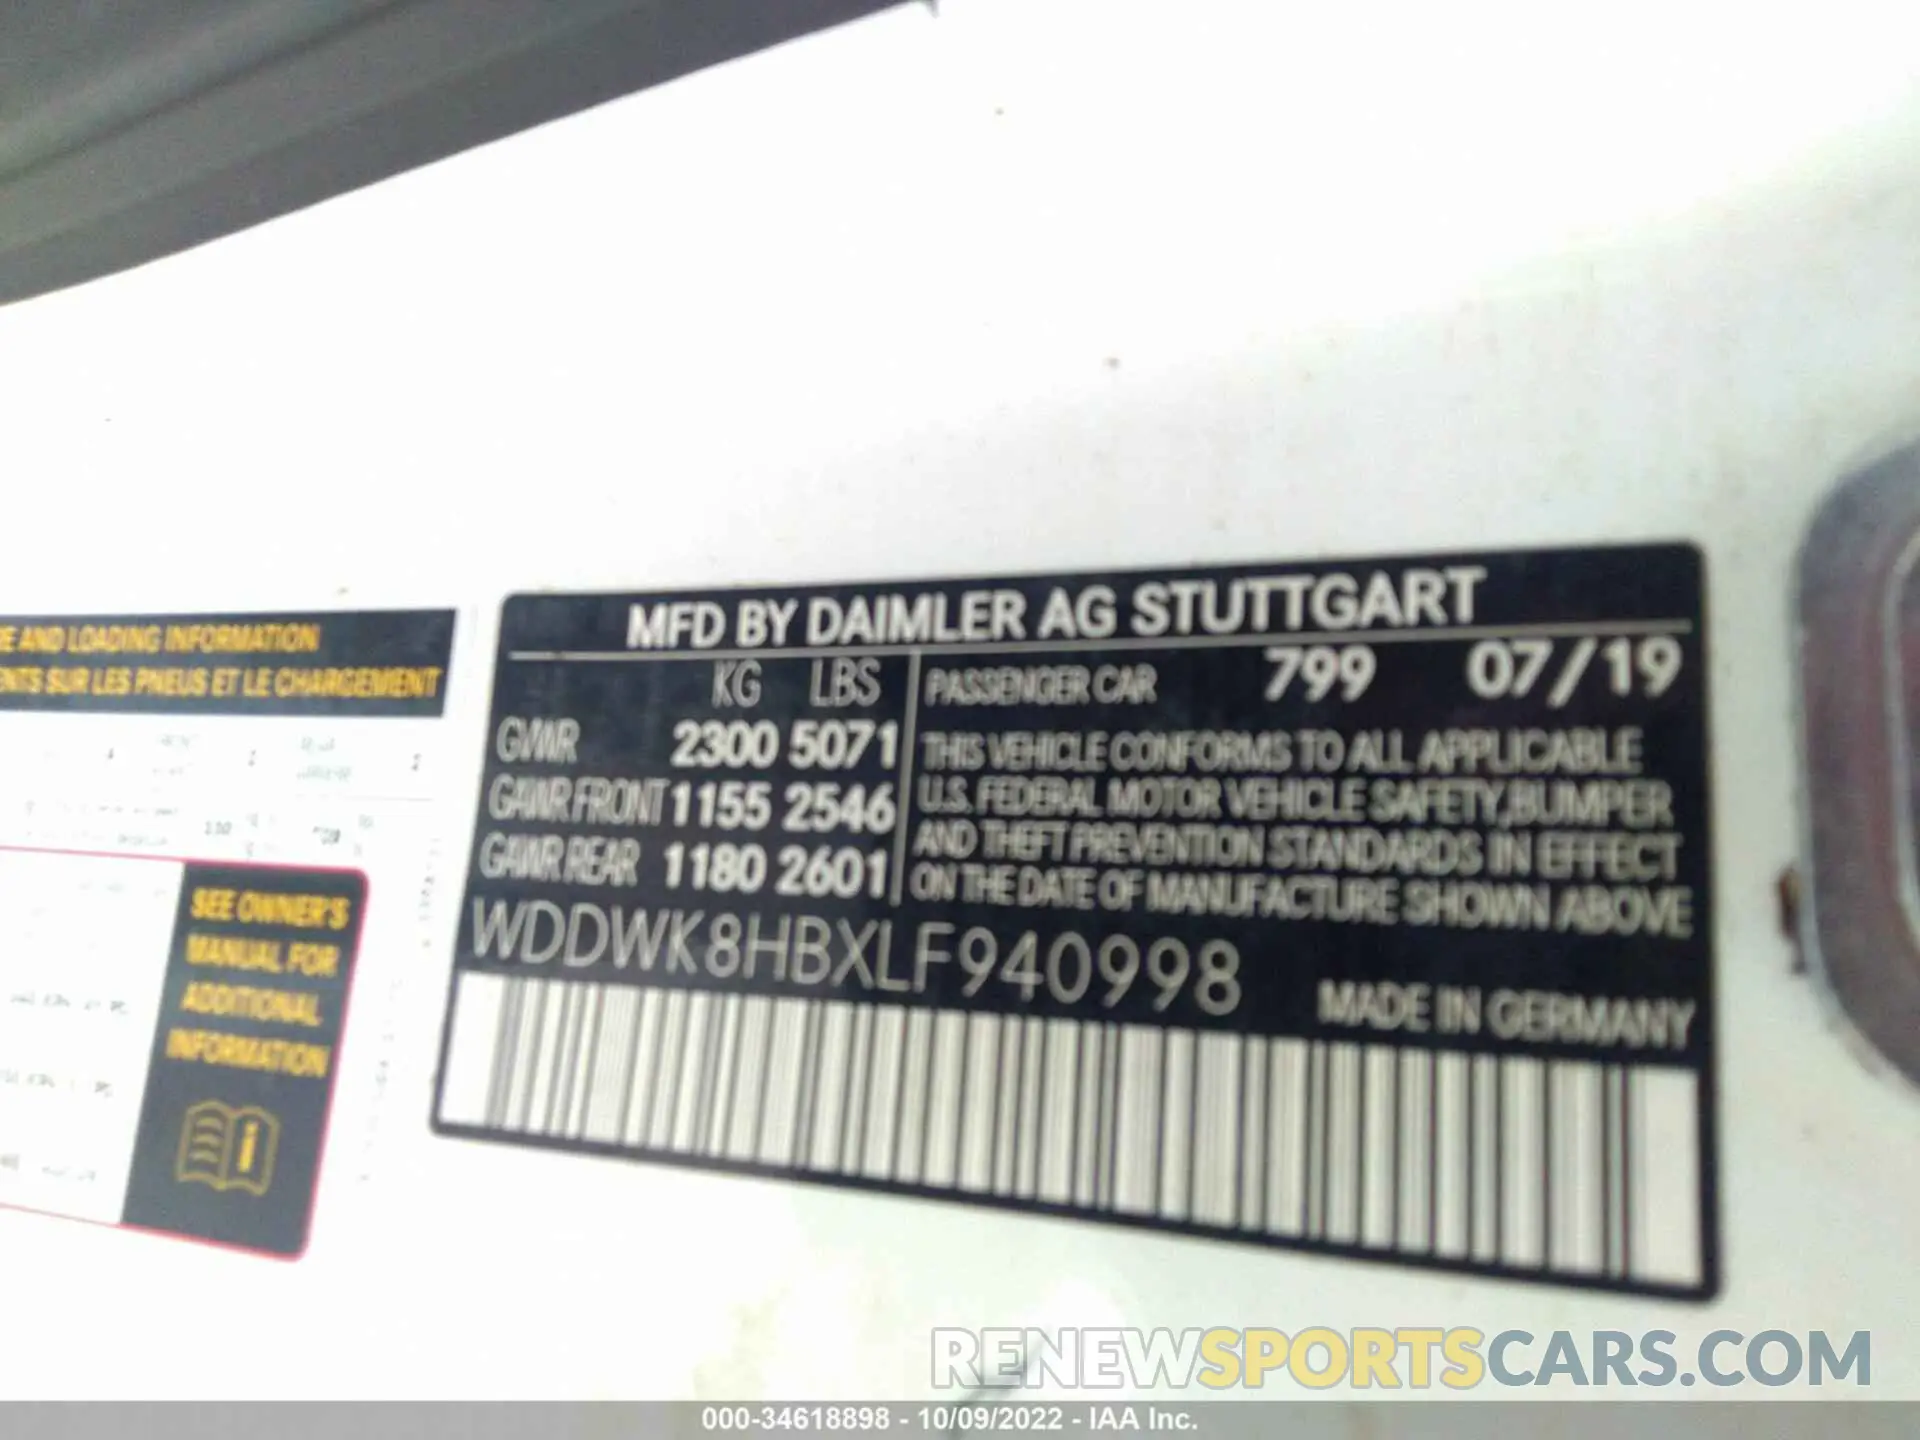 AND LOADING INFORMATION
SUR LES PNEUS ET LE CHARGEMENT
SEE OWNER'S
MANUAL FOR
ADDITIONAL
INFORMATION
i
MFD BY DAIMLER AG STUTTGART
KG LBS
GVWR 2300 5071
GAWR FRONT 1155 2546
GAWR REAR 1180 2601
PASSENGER CAR 799 07/19
THIS VEHICLE CONFORMS TO ALL APPLICABLE
U.S. FEDERAL MOTOR VEHICLE SAFETY, BUMPER
AND THEFT PREVENTION STANDARDS IN EFFECT
ON THE DATE OF MANUFACTURE SHOWN ABOVE
WDDWK8HBXLF940998
MADE IN GERMANY
RENEWSPORTSCARS.COM
000-34618898 - 10/09/2022 - IAA Inc.